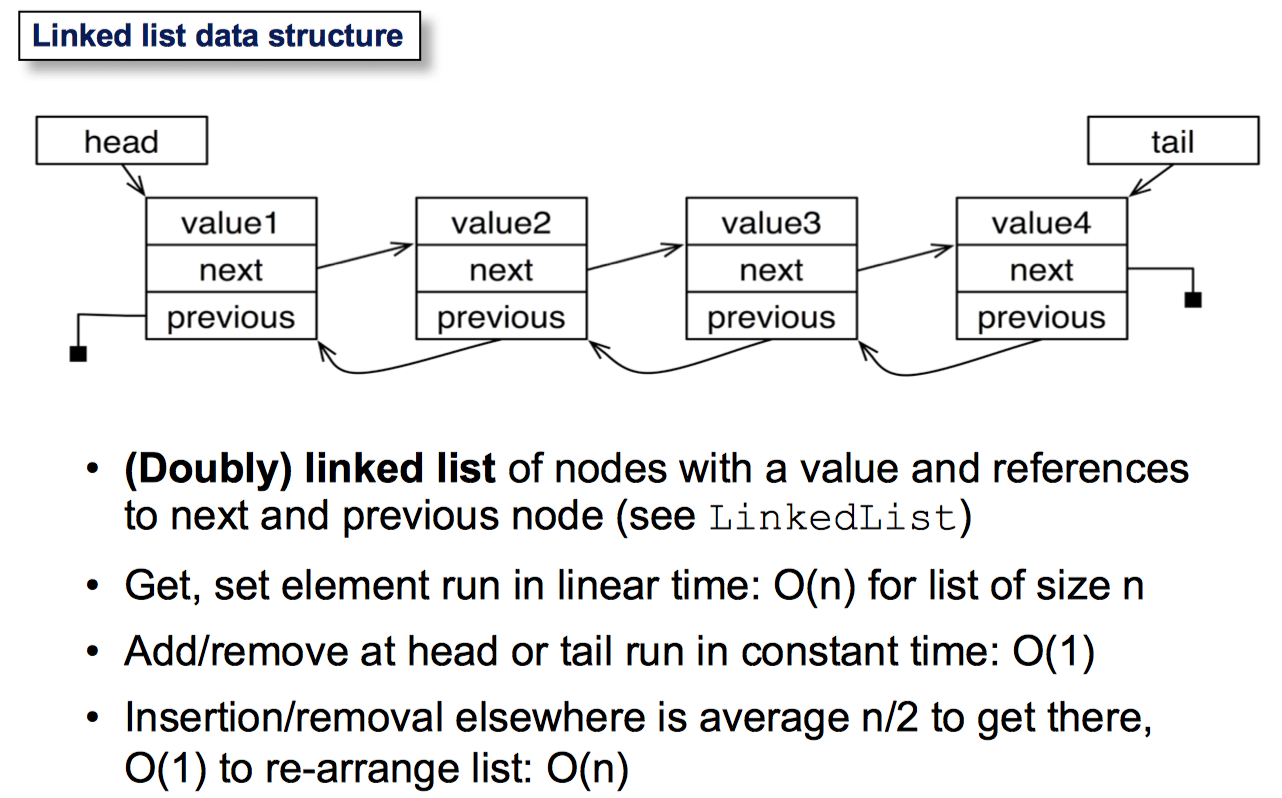 Linked list data structure
head
tail
value1
value2
value3
value4
next
next
next
next
previous
previous
previous
previous
• (Doubly) linked list of nodes with a value and references
to next and previous node (see LinkedList)
• Get, set element run in linear time: O(n) for list of size n
• Add/remove at head or tail run in constant time: O(1)
• Insertion/removal elsewhere is average n/2 to get there,
O(1) to re-arrange list: O(n)